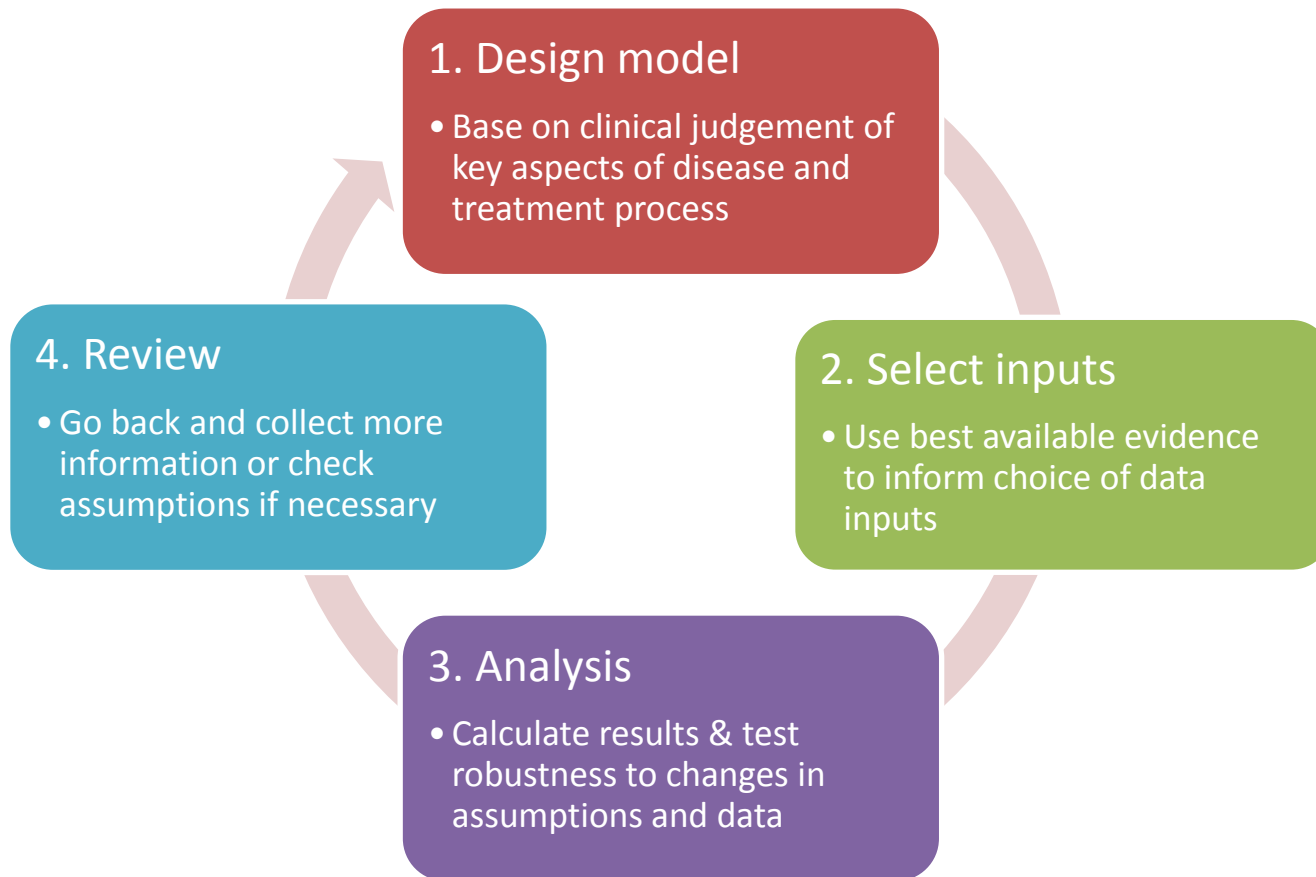 1. Design model
• Base on clinical judgement of
key aspects of disease and
treatment process
2. Select inputs
• Use best available evidence
to inform choice of data
inputs
3. Analysis
• Calculate results & test
robustness to changes in
assumptions and data
4. Review
• Go back and collect more
information or check
assumptions if necessary